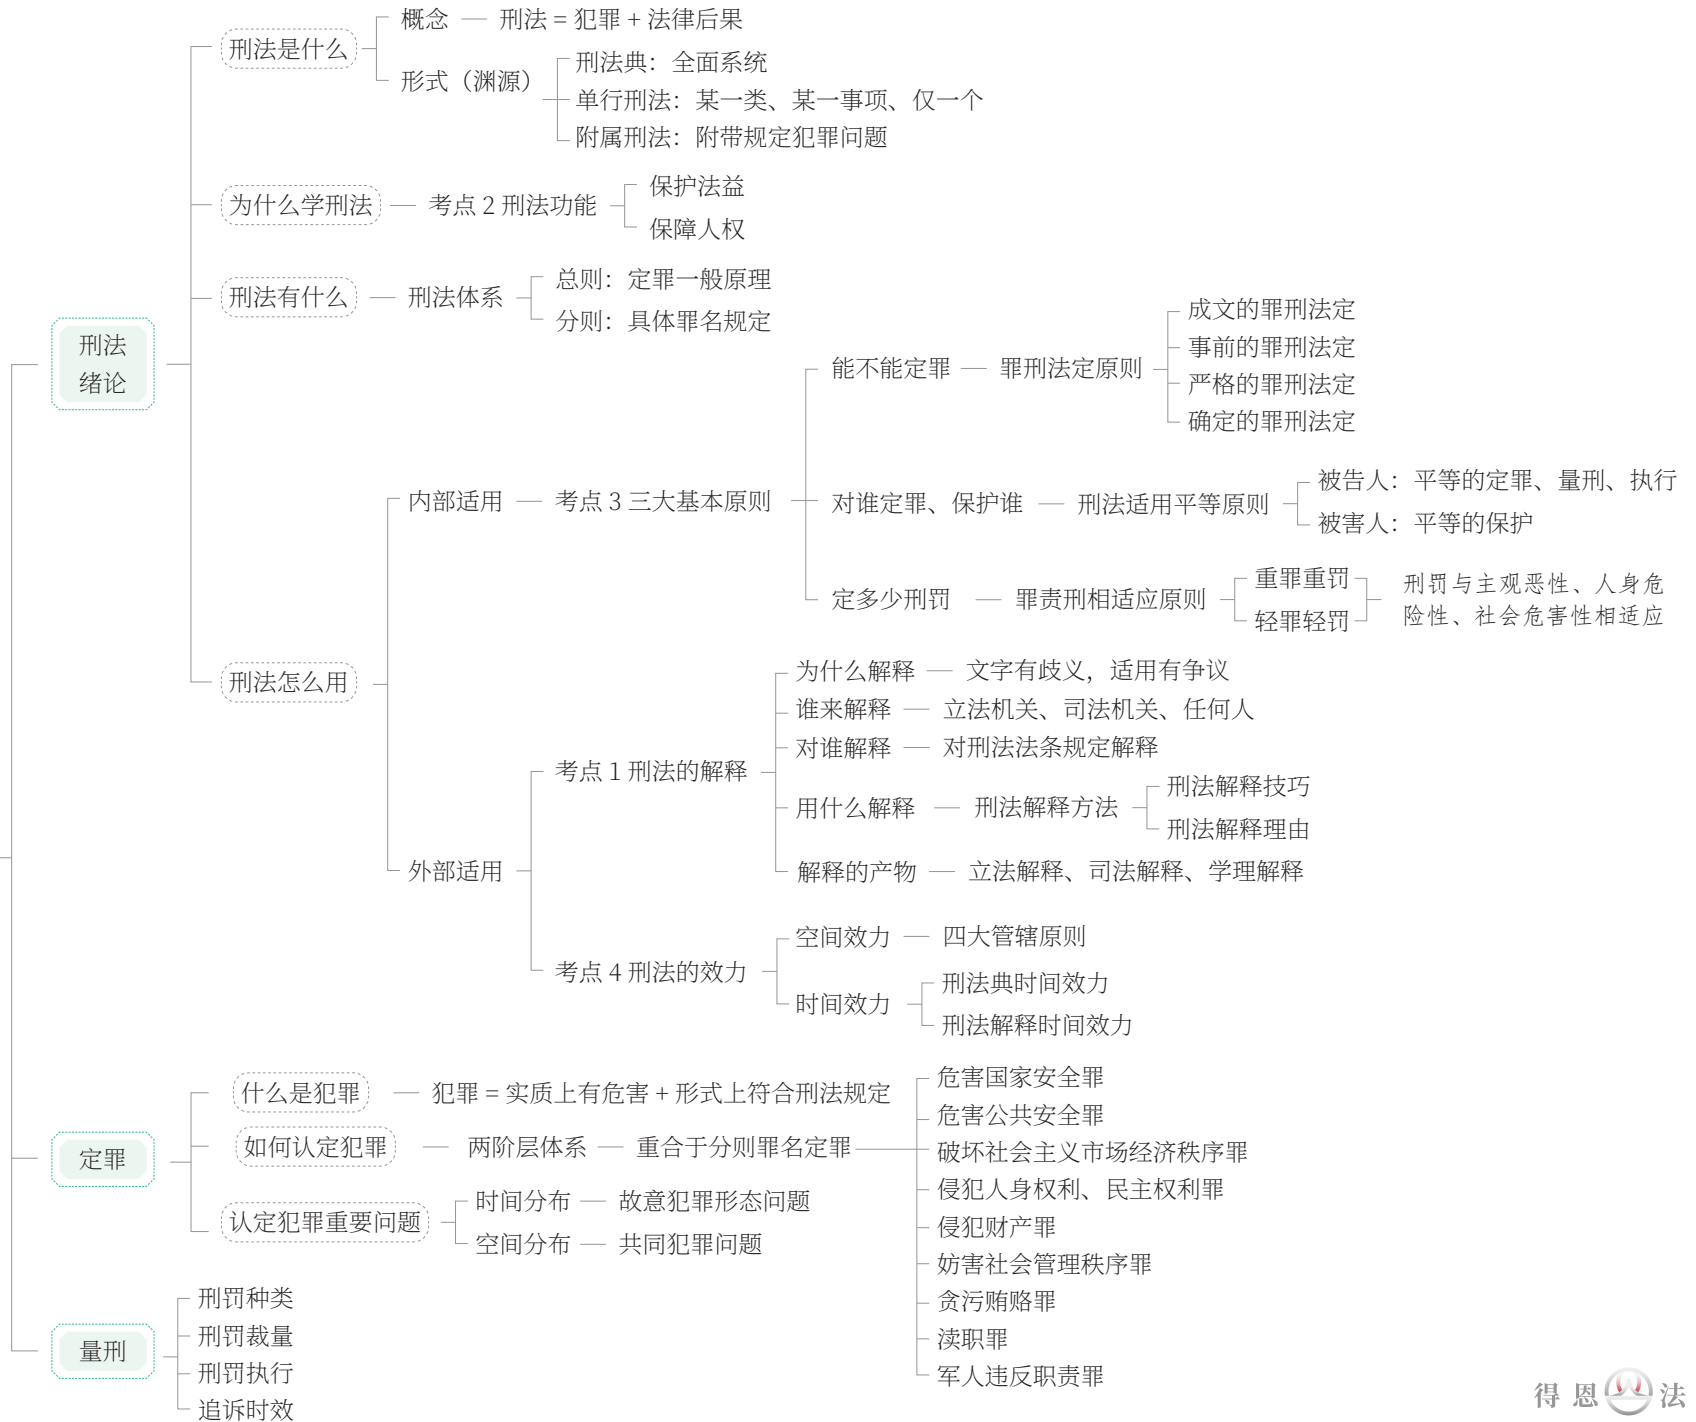 刑法
绪论
刑法是什么
概念
刑法 = 犯罪 + 法律后果
形式（渊源）
刑法典：全面系统
单行刑法：某一类、某一事项、仅一个
附属刑法：附带规定犯罪问题
为什么学刑法
考点 2 刑法功能
保护法益
保障人权
刑法有什么
刑法体系
总则：定罪一般原理
分则：具体罪名规定
刑法怎么用
内部适用
考点 3 三大基本原则
能不能定罪
罪刑法定原则
成文的罪刑法定
事前的罪刑法定
严格的罪刑法定
确定的罪刑法定
对谁定罪、保护谁
刑法适用平等原则
被告人：平等的定罪、量刑、执行
被害人：平等的保护
定多少刑罚
罪责刑相适应原则
重罪重罚
轻罪轻罚
刑罚与主观恶性、人身危
险性、社会危害性相适应
外部适用
考点 1 刑法的解释
为什么解释
文字有歧义，适用有争议
谁来解释
立法机关、司法机关、任何人
对谁解释
对刑法法条规定解释
用什么解释
刑法解释方法
刑法解释技巧
刑法解释理由
解释的产物
立法解释、司法解释、学理解释
考点 4 刑法的效力
空间效力
四大管辖原则
时间效力
刑法典时间效力
刑法解释时间效力
定罪
什么是犯罪
犯罪 = 实质上有危害 + 形式上符合刑法规定
如何认定犯罪
两阶层体系
重合于分则罪名定罪
危害国家安全罪
危害公共安全罪
破坏社会主义市场经济秩序罪
侵犯人身权利、民主权利罪
侵犯财产罪
妨害社会管理秩序罪
贪污贿赂罪
渎职罪
军人违反职责罪
认定犯罪重要问题
时间分布
故意犯罪形态问题
空间分布
共同犯罪问题
量刑
刑罚种类
刑罚裁量
刑罚执行
追诉时效
得恩法